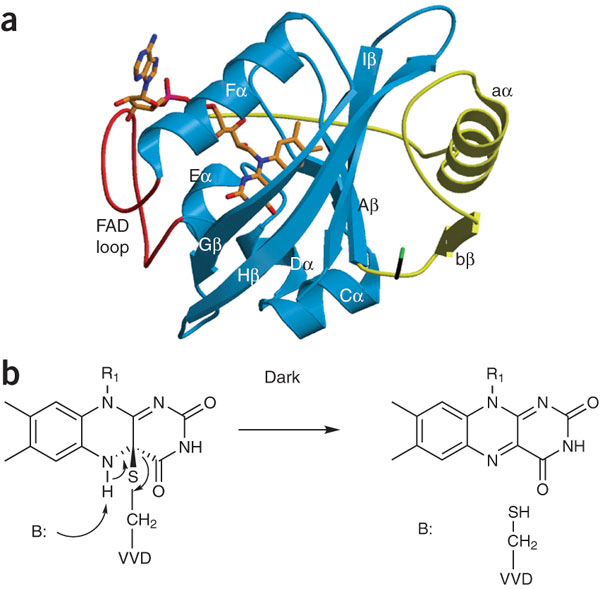 a
Iβ
Fα
aα
Eα
Aβ
FAD
loop
Gβ
bβ
Hβ
Dα
Cα
b
R1
Dark
R1
N
N
O
N
N
O
NH
NH
N
H
S
O
N
O
B:
CH2
VVD
SH
B:
CH2
VVD